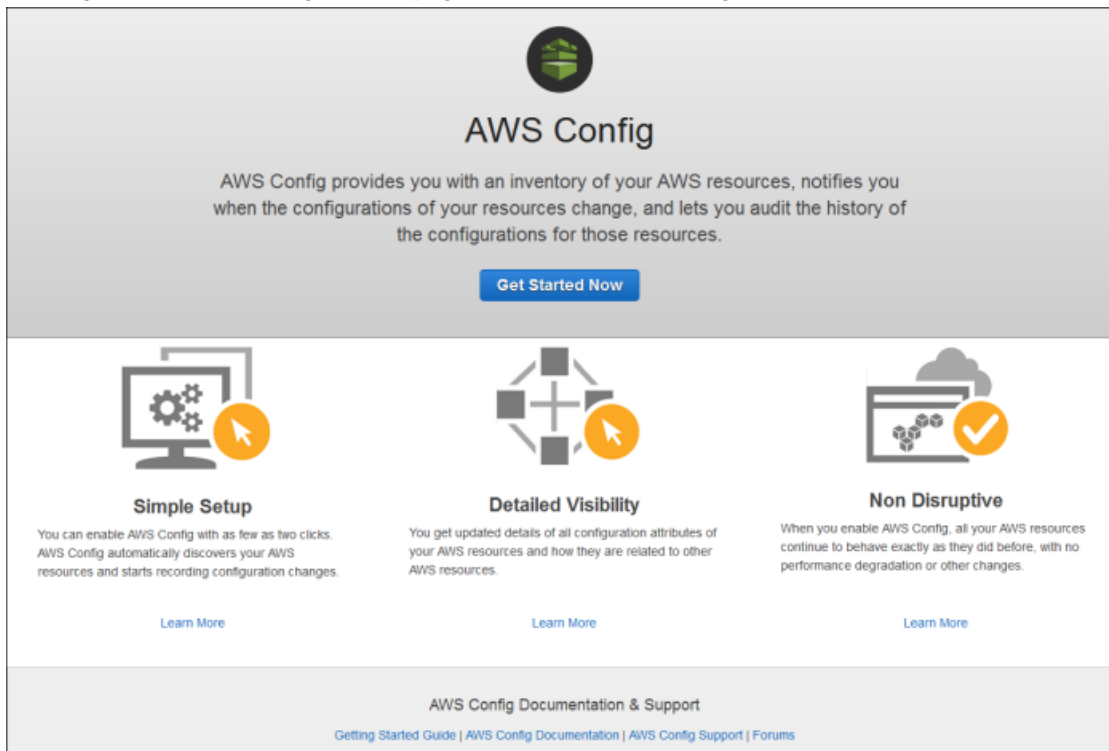 AWS Config
AWS Config provides you with an inventory of your AWS resources, notifies you
when the configurations of your resources change, and lets you audit the history of
the configurations for those resources.
Get Started Now
Simple Setup
You can enable AWS Config with as few as two clicks.
AWS Config automatically discovers your AWS
resources and starts recording configuration changes.
Learn More
Detailed Visibility
You get updated details of all configuration attributes of
your AWS resources and how they are related to other
AWS resources.
Learn More
Non Disruptive
When you enable AWS Config, all your AWS resources
continue to behave exactly as they did before, with no
performance degradation or other changes.
Learn More
AWS Config Documentation & Support
Getting Started Guide | AWS Config Documentation | AWS Config Support | Forums